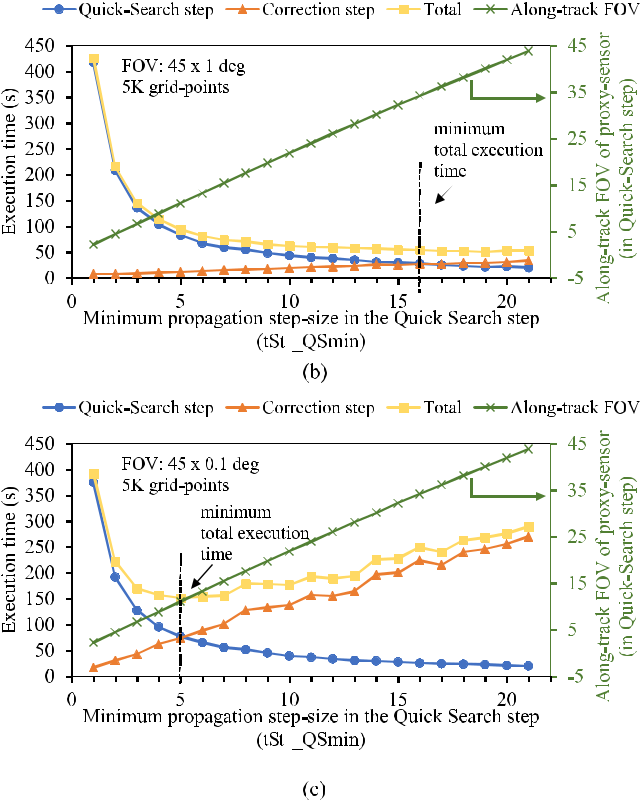 Quick-Search step Correction step Total Along-track FOV
450
400
350
300
250
200
150
100
50
0
Execution time (s)
FOV: 45 x 1 deg
5K grid-points
minimum
total execution
time
45
35
25
15
5
-5
Along-track FOV of proxy-sensor
(in Quick-Search step)
0 5 10 15 20
Minimum propagation step-size in the Quick Search step
(tSt _QSmin)
(b)
Quick-Search step Correction step Total Along-track FOV
450
400
350
300
250
200
150
100
50
0
Execution time (s)
FOV: 45 x 0.1 deg
5K grid-points
minimum
total execution
time
45
35
25
15
5
-5
Along-track FOV of proxy-sensor
(in Quick-Search step)
0 5 10 15 20
Minimum propagation step-size in the Quick Search step
(tSt _QSmin)
(c)